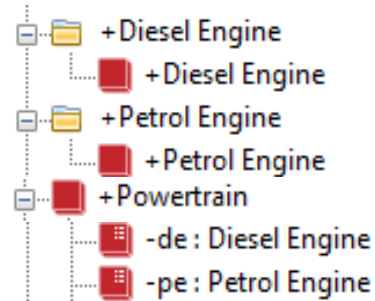 +Diesel Engine
+Diesel Engine
+Petrol Engine
+Petrol Engine
+Powertrain
-de : Diesel Engine
-pe : Petrol Engine